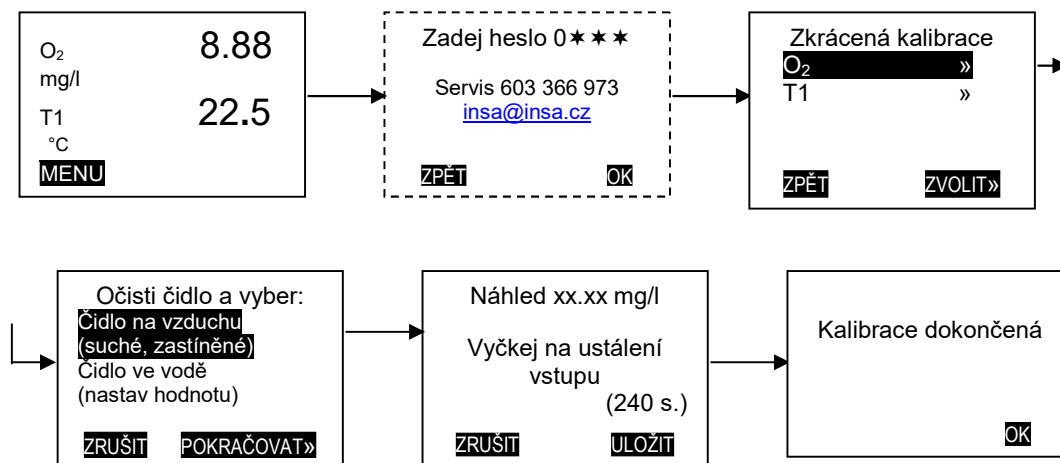 O₂ 8.88
mg/l
T1 22.5
°C
MENU
Zadej heslo 0✶✶✶
Servis 603 366 973
insa@insa.cz
ZPĚT OK
Zkrácená kalibrace
O₂ »
T1 »
ZPĚT ZVOLIT»
Očisti čidlo a vyber:
Čidlo na vzduchu
(suché, zastíněné)
Čidlo ve vodě
(nastav hodnotu)
ZRUŠIT POKRAČOVAT»
Náhled xx.xx mg/l
Vyčkej na ustálení
vstupu
(240 s.)
ZRUŠIT ULOŽIT
Kalibrace dokončená
OK